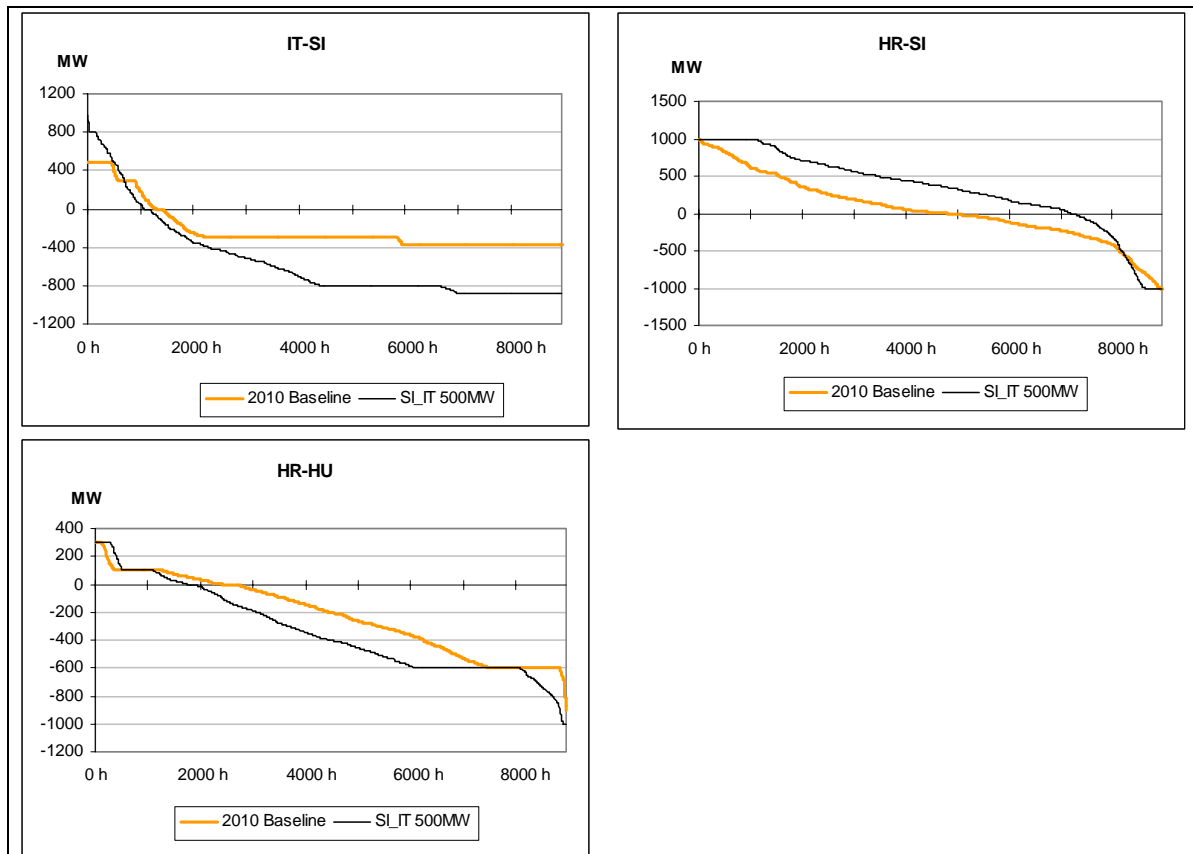 IT-SI
MW
1200
800
400
0
-400
-800
-1200
0 h 2000 h 4000 h 6000 h 8000 h
2010 Baseline SI_IT 500MW
HR-SI
MW
1500
1000
500
0
-500
-1000
-1500
0 h 2000 h 4000 h 6000 h 8000 h
2010 Baseline SI_IT 500MW
HR-HU
MW
400
200
0
-200
-400
-600
-800
-1000
-1200
0 h 2000 h 4000 h 6000 h 8000 h
2010 Baseline SI_IT 500MW